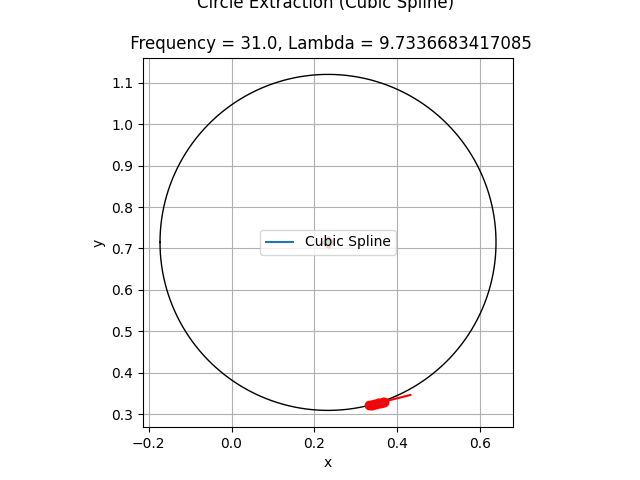 Circle Extraction (Cubic Spline)
Frequency = 31.0, Lambda = 9.7336683417085
1.1
1.0
0.9
0.8
0.7
0.6
0.5
0.4
0.3
y
Cubic Spline
−0.2 0.0 0.2 0.4 0.6
x